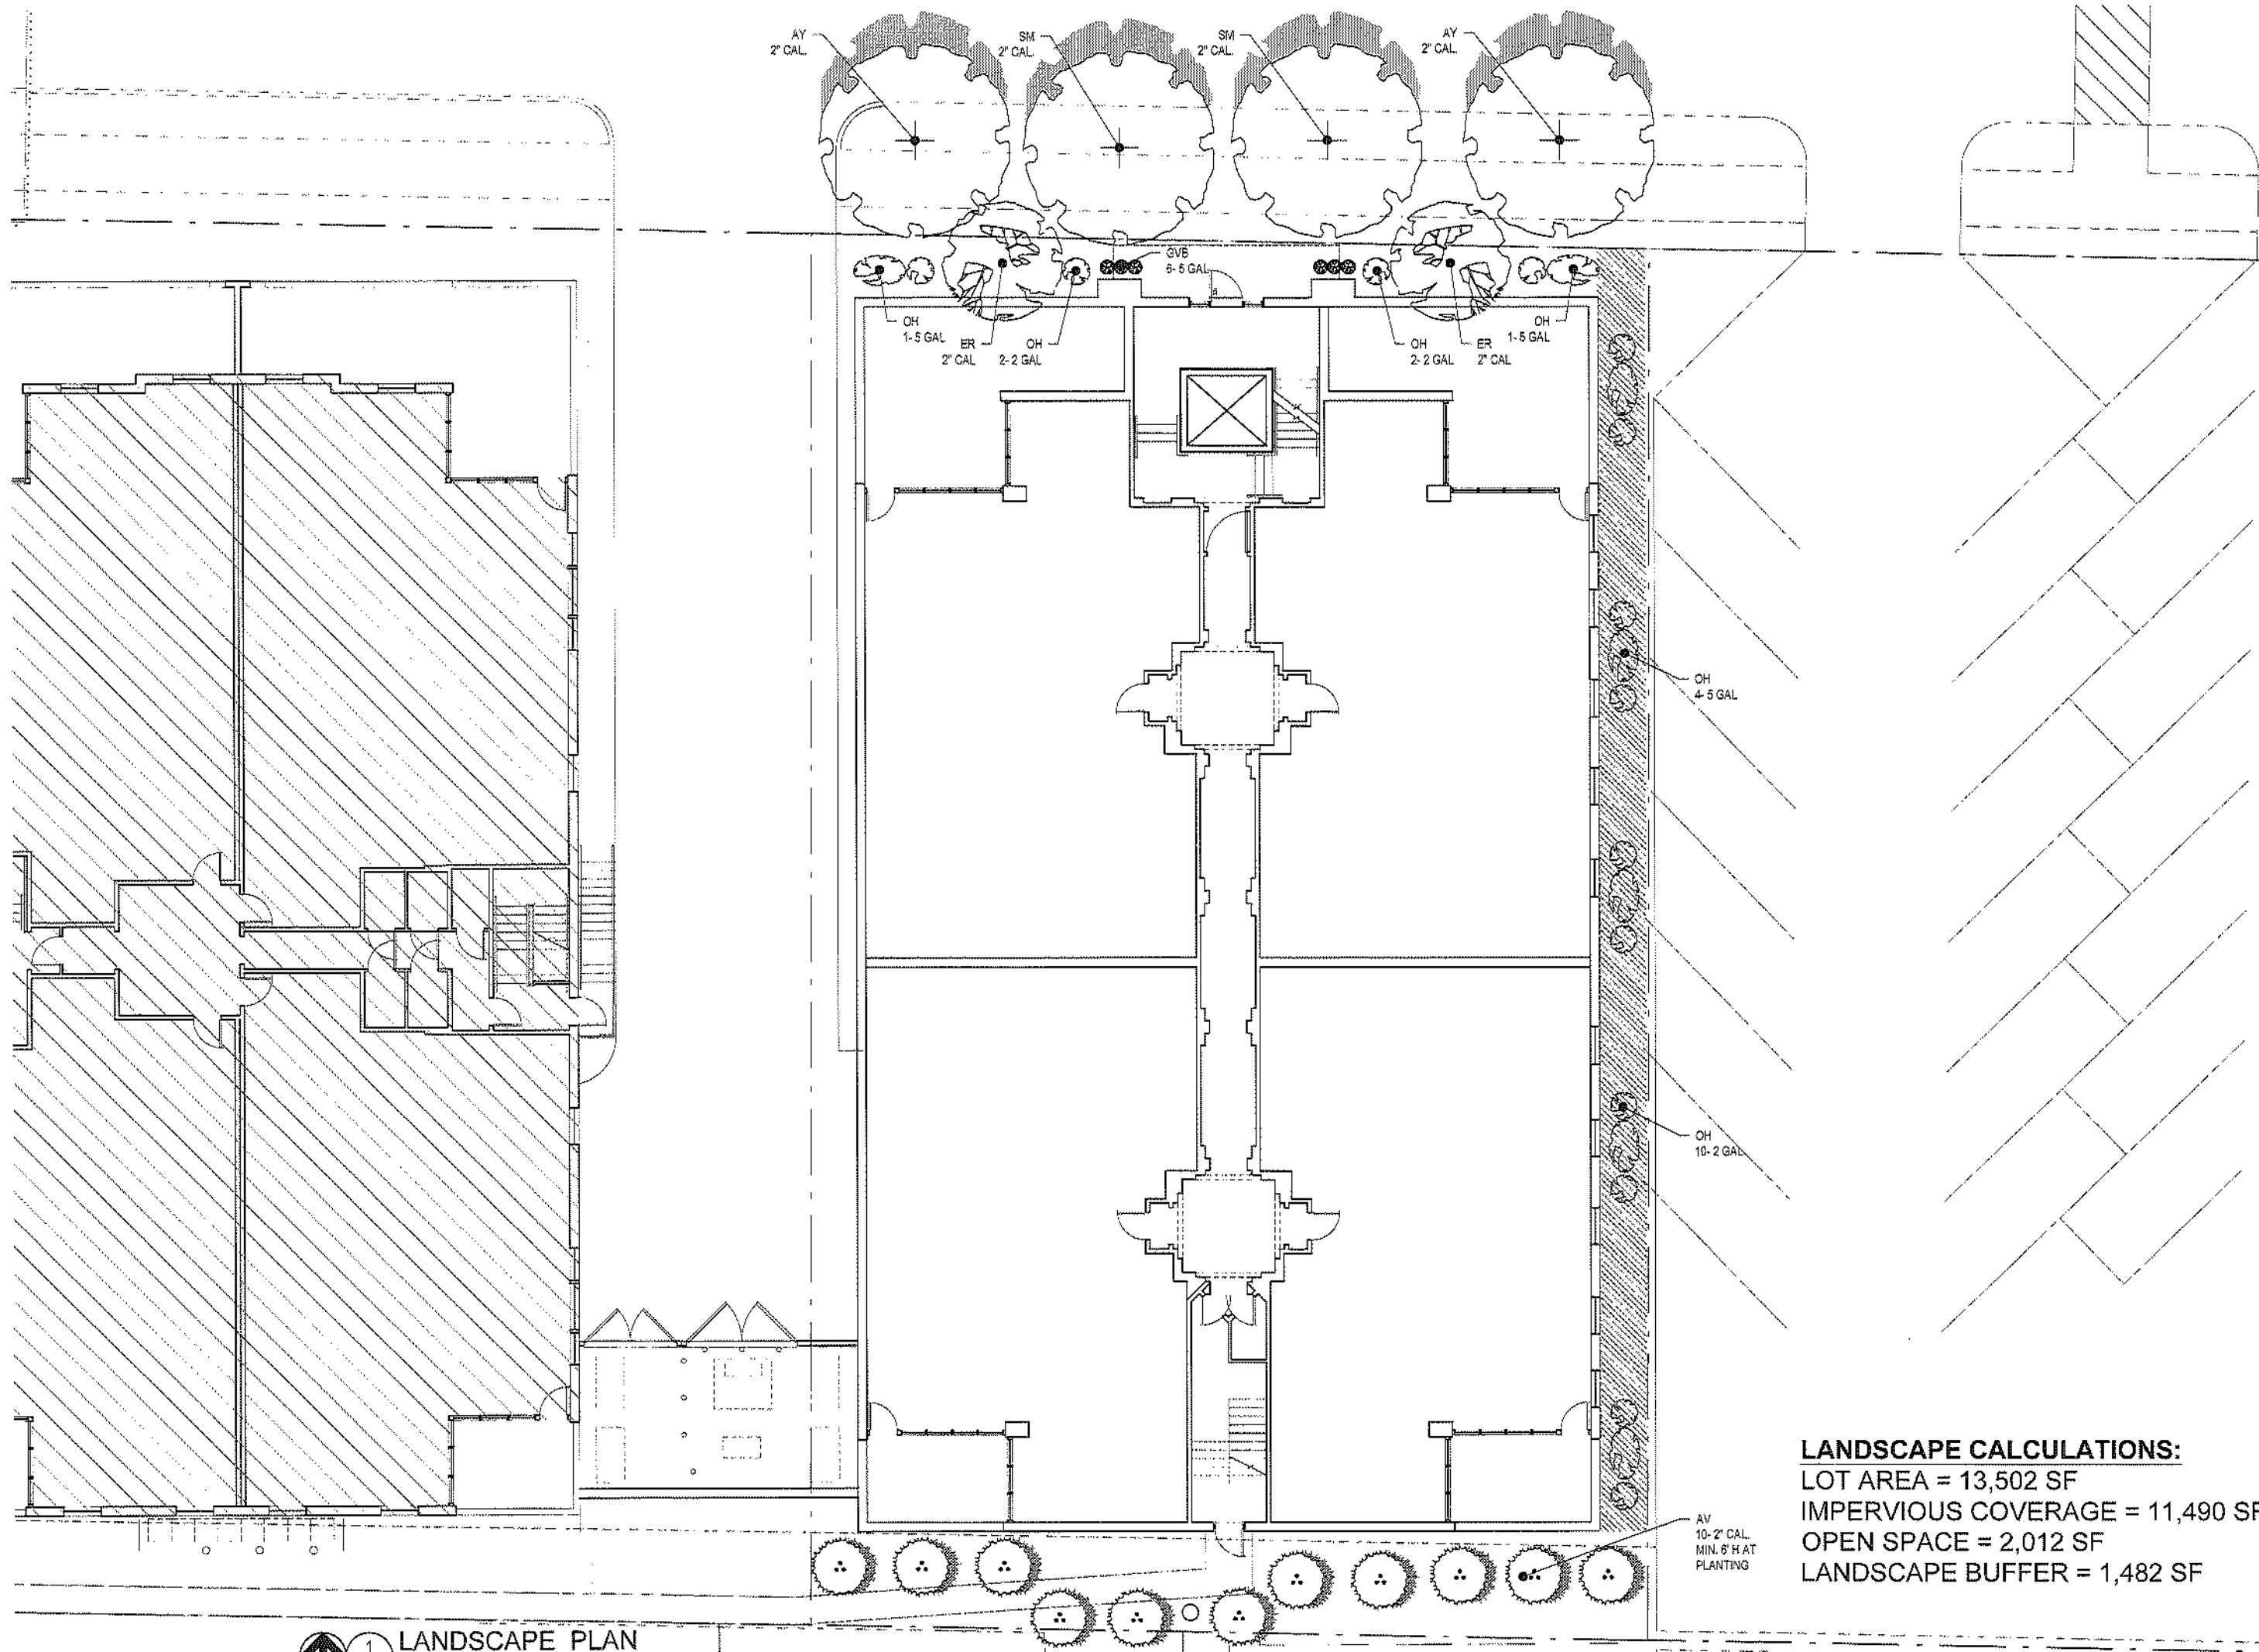 AY
2" CAL.
SM
2" CAL.
SM
2" CAL.
AY
2" CAL.
GVB
6- 5 GAL
OH
1- 5 GAL
ER
2" CAL
OH
2- 2 GAL
OH
2- 2 GAL
ER
2" CAL
OH
1- 5 GAL
OH
4- 5 GAL
OH
10- 2 GAL
AV
10- 2" CAL.
MIN. 6' H AT
PLANTING
LANDSCAPE CALCULATIONS:
LOT AREA = 13,502 SF
IMPERVIOUS COVERAGE = 11,490 SF
OPEN SPACE = 2,012 SF
LANDSCAPE BUFFER = 1,482 SF
1 LANDSCAPE PLAN